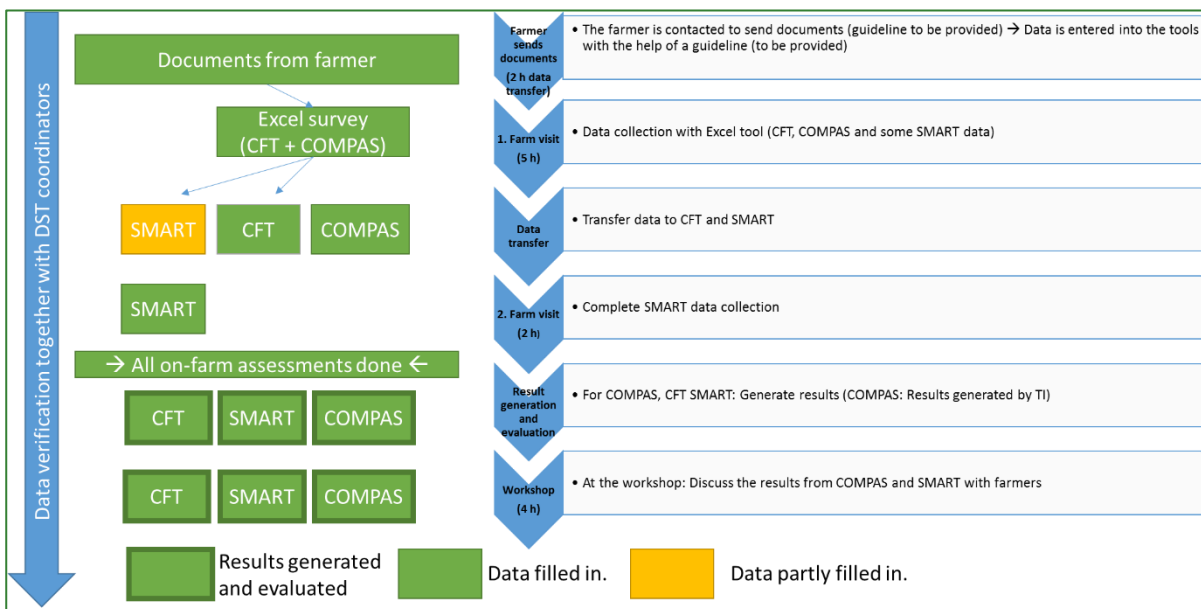 Data verification together with DST coordinators
Documents from farmer
Excel survey
(CFT + COMPAS)
SMART
CFT
COMPAS
SMART
→ All on-farm assessments done ←
CFT
SMART
COMPAS
CFT
SMART
COMPAS
Farmer
sends
documents
(2 h data
transfer)
• The farmer is contacted to send documents (guideline to be provided) → Data is entered into the tools
with the help of a guideline (to be provided)
1. Farm visit
(5 h)
• Data collection with Excel tool (CFT, COMPAS and some SMART data)
Data
transfer
• Transfer data to CFT and SMART
2. Farm visit
(2 h)
• Complete SMART data collection
Result
generation
and
evaluation
• For COMPAS, CFT SMART: Generate results (COMPAS: Results generated by TI)
Workshop
(4 h)
• At the workshop: Discuss the results from COMPAS and SMART with farmers
Results generated
and evaluated
Data filled in.
Data partly filled in.